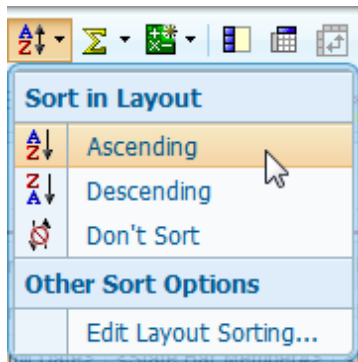 Sort in Layout
Ascending
Descending
Don't Sort
Other Sort Options
Edit Layout Sorting...